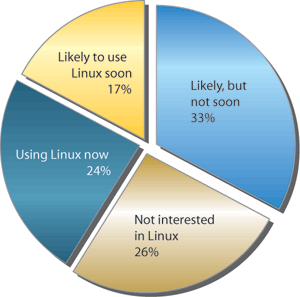 Likely to use
Linux soon
17%
Likely, but
not soon
33%
Using Linux now
24%
Not interested
in Linux
26%